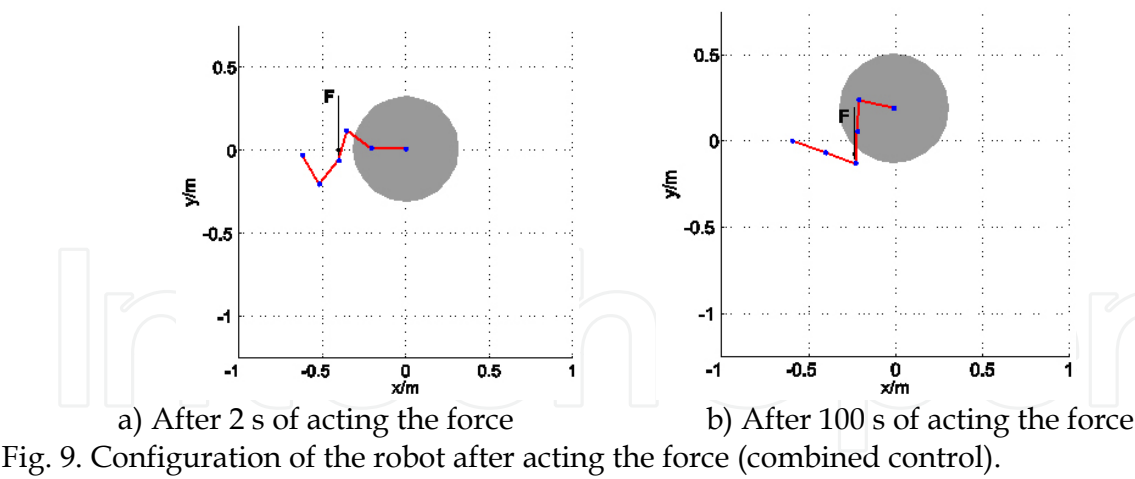 0.5
F
0
y/m
-0.5
-1
-1 -0.5 0 0.5 1
x/m
0.5
F
0
y/m
-0.5
-1
-1 -0.5 0 0.5 1
x/m
a) After 2 s of acting the force
b) After 100 s of acting the force
Fig. 9. Configuration of the robot after acting the force (combined control).